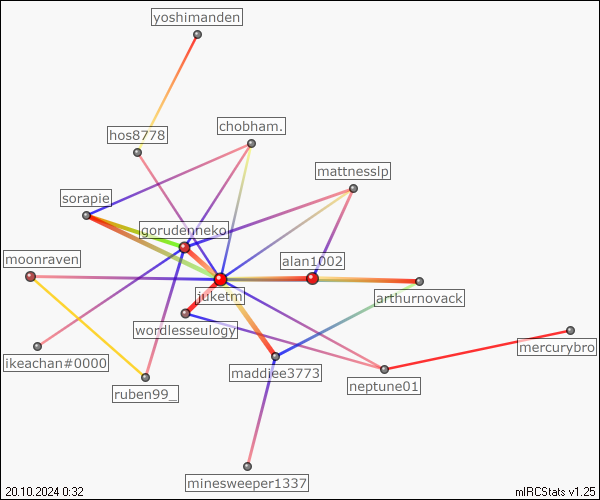 yoshimanden
chobham.
hos8778
mattnesslp
sorapie
gorudenneko
moonraven
alan1002
juketm
arthurnovack
wordlesseulogy
mercurybro
ikeachan#0000
maddiee3773
neptune01
ruben99_
minesweeper1337
20.10.2024 0:32
mIRCStats v1.25